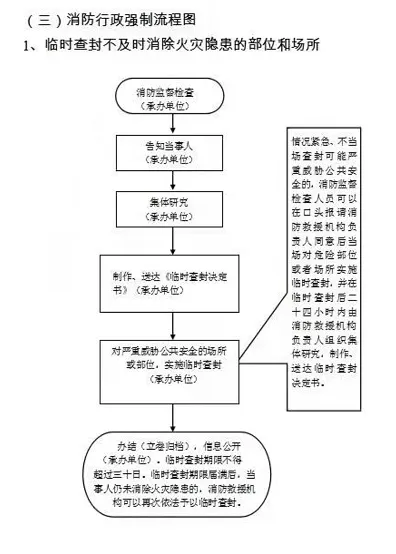 （三）消防行政强制流程图
1、临时查封不及时消除火灾隐患的部位和场所
消防监督检查
（承办单位）
告知当事人
（承办单位）
集体研究
（承办单位）
制作、送达《临时查封决定
书》（承办单位）
对严重威胁公共安全的场所
或部位，实施临时查封
（承办单位）
办结（立卷归档），信息公开
（承办单位）。临时查封期限不得
超过三十日。临时查封期限届满后，当
事人仍未消除火灾隐患的，消防救援机
构可以再次依法予以临时查封。
情况紧急、不当
场查封可能严
重威胁公共安
全的，消防监督
检查人员可以
在口头报请消
防救援机构负
责人同意后当
场对危险部位
或者场所实施
临时查封，并在
临时查封后二
十四小时内由
消防救援机构
负责人组织集
体研究，制作、
送达临时查封
决定书。